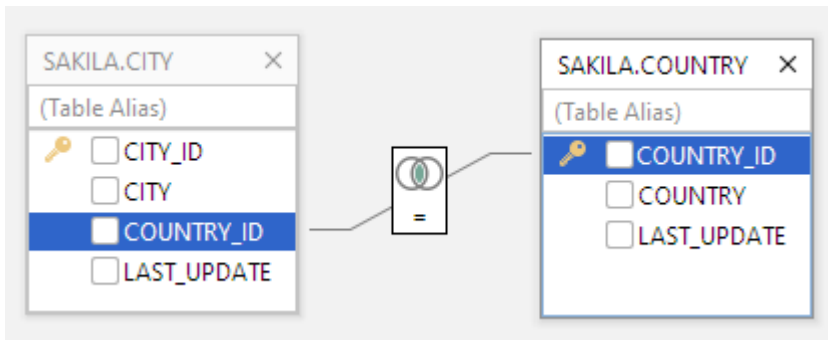 SAKILA.CITY
(Table Alias)
CITY_ID
CITY
COUNTRY_ID
LAST_UPDATE
=
SAKILA.COUNTRY
(Table Alias)
COUNTRY_ID
COUNTRY
LAST_UPDATE